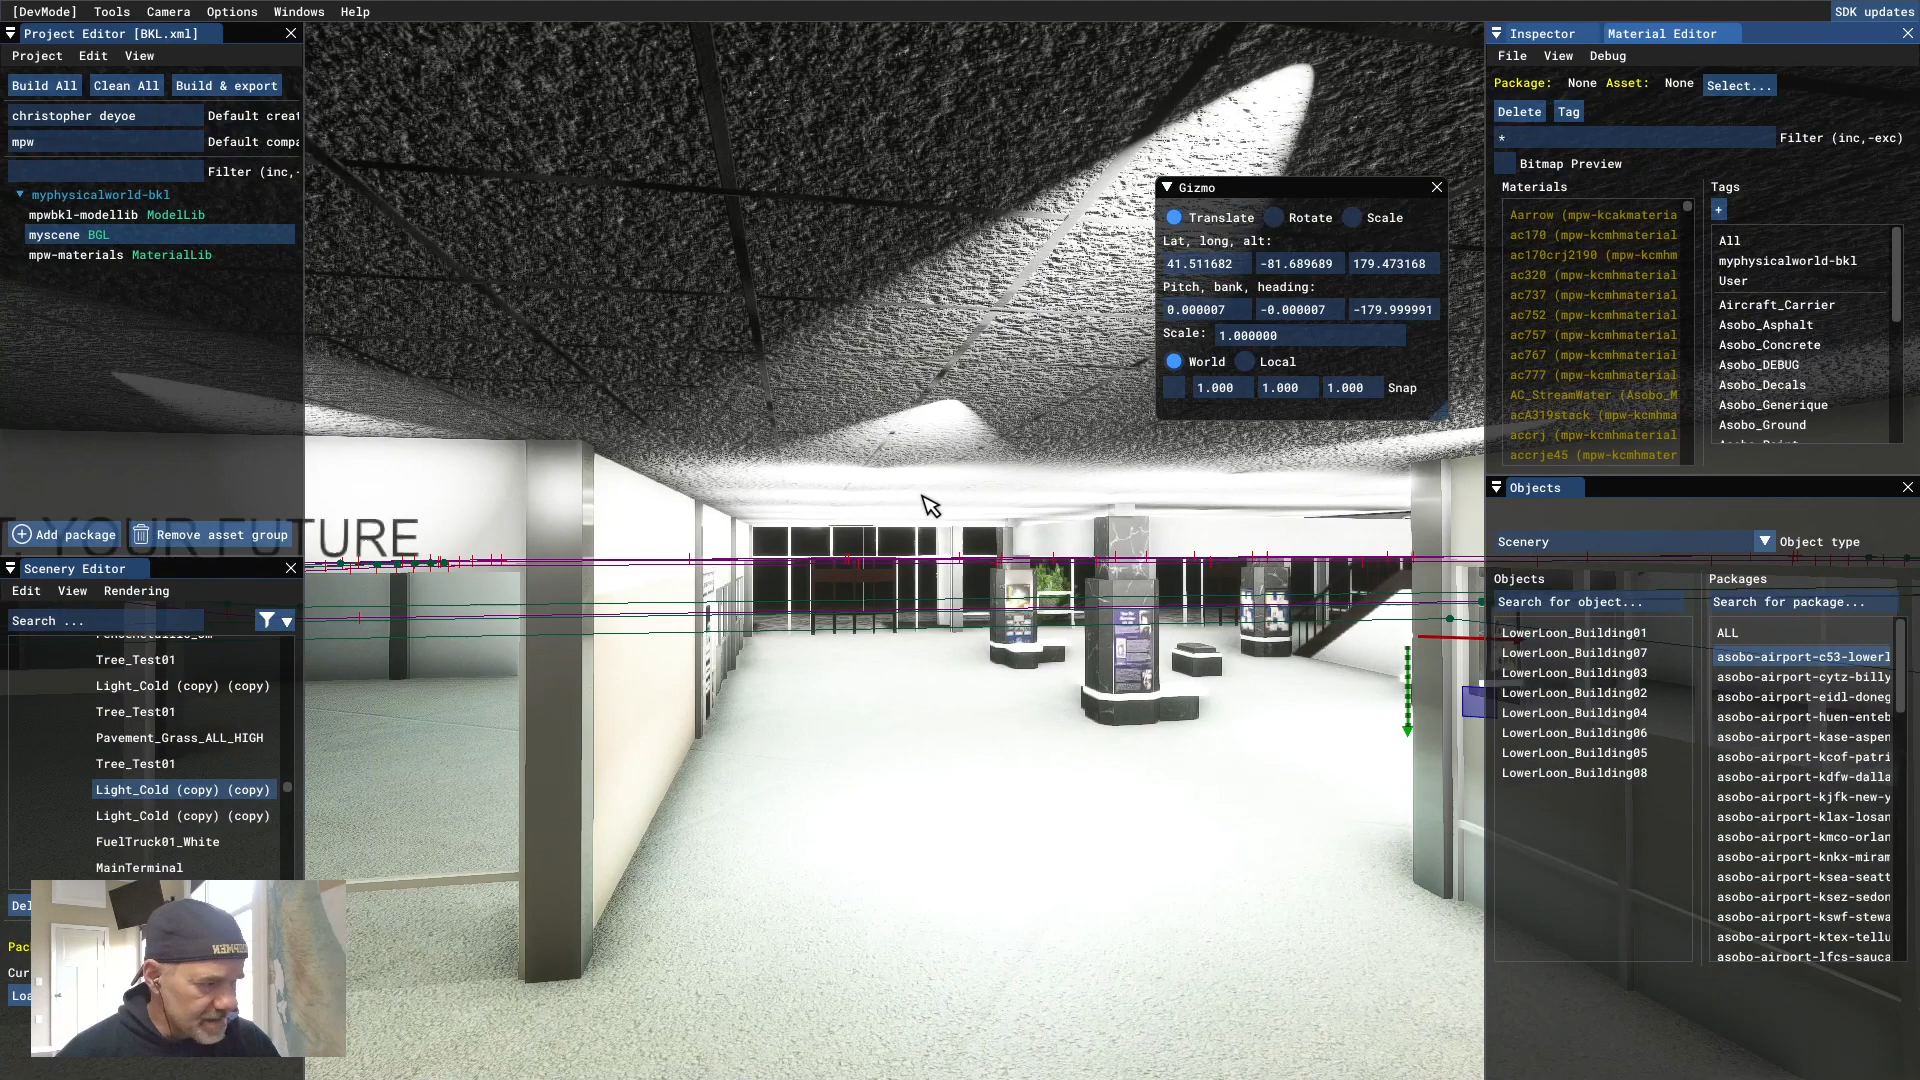 [DevMode] Tools Camera Options Windows Help
SDK updates
Project Editor [BKL.xml]
Project Edit View
Build All Clean All Build & export
christopher deyoe Default creat
mpw Default compa
Filter (inc,-
myphysicalworld-bkl
mpwbkl-modellib ModelLib
myscene BGL
mpw-materials MaterialLib
YOUR FUTURE
Add package Remove asset group
Scenery Editor
Edit View Rendering
Search ...
Tree_Test01
Light_Cold (copy) (copy)
Tree_Test01
Pavement_Grass_ALL_HIGH
Tree_Test01
Light_Cold (copy) (copy)
Light_Cold (copy) (copy)
FuelTruck01_White
MainTerminal
Del
Pac
Cur
Loa
Gizmo
Translate Rotate Scale
Lat, long, alt:
41.511682 -81.689689 179.473168
Pitch, bank, heading:
0.000007 -0.000007 -179.999991
Scale: 1.000000
World Local
1.000 1.000 1.000 Snap
Inspector Material Editor
File View Debug
Package: None Asset: None Select...
Delete Tag
* Filter (inc,-exc)
Bitmap Preview
Materials
Aarrow (mpw-kcakmateria
ac170 (mpw-kcmhmaterial
ac170crj2190 (mpw-kcmhm
ac320 (mpw-kcmhmaterial
ac737 (mpw-kcmhmaterial
ac752 (mpw-kcmhmaterial
ac757 (mpw-kcmhmaterial
ac767 (mpw-kcmhmaterial
ac777 (mpw-kcmhmaterial
AC_StreamWater (Asobo_M
acA319stack (mpw-kcmhma
accrj (mpw-kcmhmaterial
accrje45 (mpw-kcmhmater
Tags
+
All
myphysicalworld-bkl
User
Aircraft_Carrier
Asobo_Asphalt
Asobo_Concrete
Asobo_DEBUG
Asobo_Decals
Asobo_Generique
Asobo_Ground
Objects
Scenery Object type
Objects
Search for object...
LowerLoon_Building01
LowerLoon_Building07
LowerLoon_Building03
LowerLoon_Building02
LowerLoon_Building04
LowerLoon_Building06
LowerLoon_Building05
LowerLoon_Building08
Packages
Search for package...
ALL
asobo-airport-c53-lowerl
asobo-airport-cytz-billy
asobo-airport-eidl-doneg
asobo-airport-huen-enteb
asobo-airport-kase-aspen
asobo-airport-kcof-patri
asobo-airport-kdfw-dalla
asobo-airport-kjfk-new-y
asobo-airport-klax-losan
asobo-airport-kmco-orlan
asobo-airport-knkx-miram
asobo-airport-ksea-seatt
asobo-airport-ksez-sedon
asobo-airport-kswf-stewa
asobo-airport-ktex-tellu
asobo-airport-lfcs-sauca